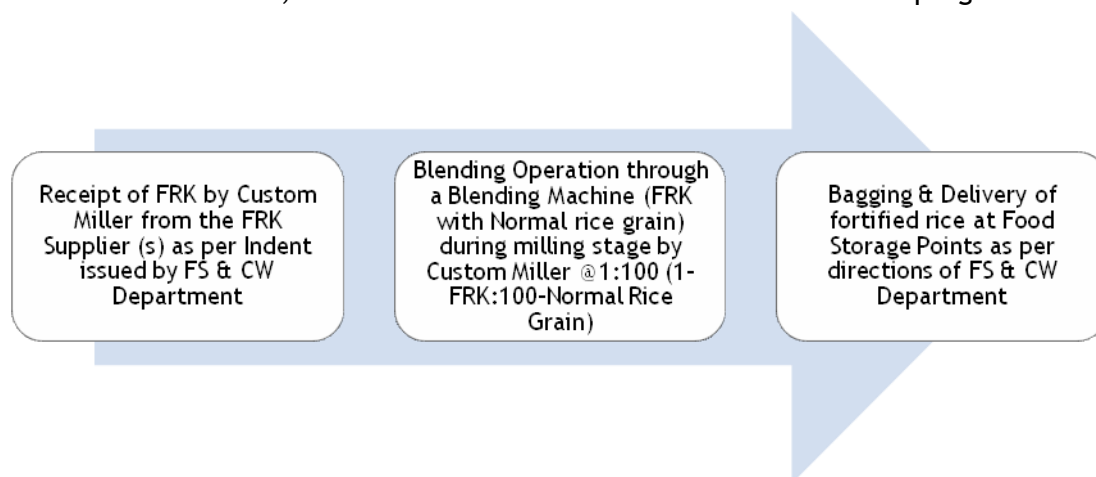 Receipt of FRK by Custom
Miller from the FRK
Supplier (s) as per Indent
issued by FS & CW
Department
Blending Operation through
a Blending Machine (FRK
with Normal rice grain)
during milling stage by
Custom Miller @1:100 (1-
FRK:100-Normal Rice
Grain)
Bagging & Delivery of
fortified rice at Food
Storage Points as per
directions of FS & CW
Department